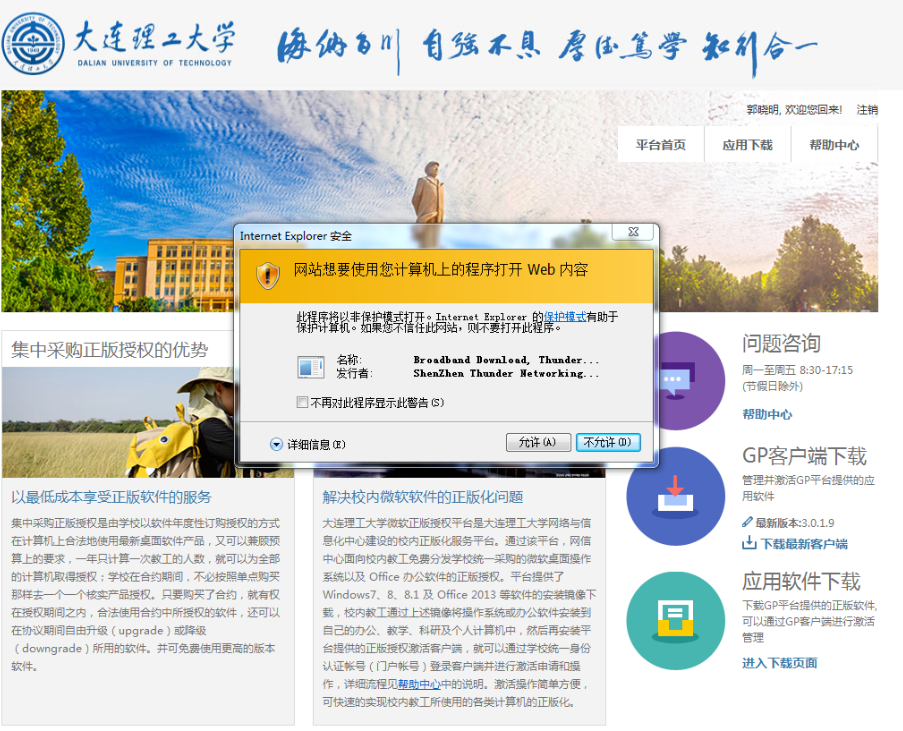 大连理工大学
DALIAN UNIVERSITY OF TECHNOLOGY
海纳百川 自强不息 厚德笃学 知行合一
郭晓明, 欢迎您回来! 注销
平台首页 应用下载 帮助中心
Internet Explorer 安全
网站想要使用您计算机上的程序打开 Web 内容
此程序将以非保护模式打开。Internet Explorer 的保护模式有助于
保护计算机。如果您不信任此网站，则不要打开此程序。
名称: Broadband Download, Thunder...
发行者: ShenZhen Thunder Networking...
不再对此程序显示此警告(S)
详细信息(E)
允许(A) 不允许(D)
集中采购正版授权的优势
以最低成本享受正版软件的服务
集中采购正版授权是由学校以软件年度性订购授权的方式
在计算机上合法地使用最新桌面软件产品，又可以兼顾预
算上的要求，一年只计算一次教工的人数，就可以为全部
的计算机取得授权；学校在合约期间，不必按照单点购买
那样去一个一个核实产品授权。只要购买了合约，就有权
在授权期间之内，合法使用合约中所授权的软件，还可以
在协议期间自由升级（upgrade）或降级
（downgrade）所用的软件。并可免费使用更高的版本
软件。
解决校内微软软件的正版化问题
大连理工大学微软正版授权平台是大连理工大学网络与信
息化中心建设的校内正版化服务平台。通过该平台，网信
中心面向校内教工免费分发学校统一采购的微软桌面操作
系统以及 Office 办公软件的正版授权。平台提供了
Windows7、8、8.1 及 Office 2013 等软件的安装镜像下
载，校内教工通过上述镜像将操作系统或办公软件安装到
自己的办公、教学、科研及个人计算机中，然后再安装平
台提供的正版授权激活客户端，就可以通过学校统一身份
认证帐号（门户帐号）登录客户端并进行激活申请和操
作，详细流程见帮助中心中的说明。激活操作简单方便，
可快速的实现校内教工所使用的各类计算机的正版化。
问题咨询
周一至周五 8:30-17:15
(节假日除外)
帮助中心
GP客户端下载
管理并激活GP平台提供的应
用软件
最新版本:3.0.1.9
下载最新客户端
应用软件下载
下载GP平台提供的正版软件,
可以通过GP客户端进行激活
管理
进入下载页面